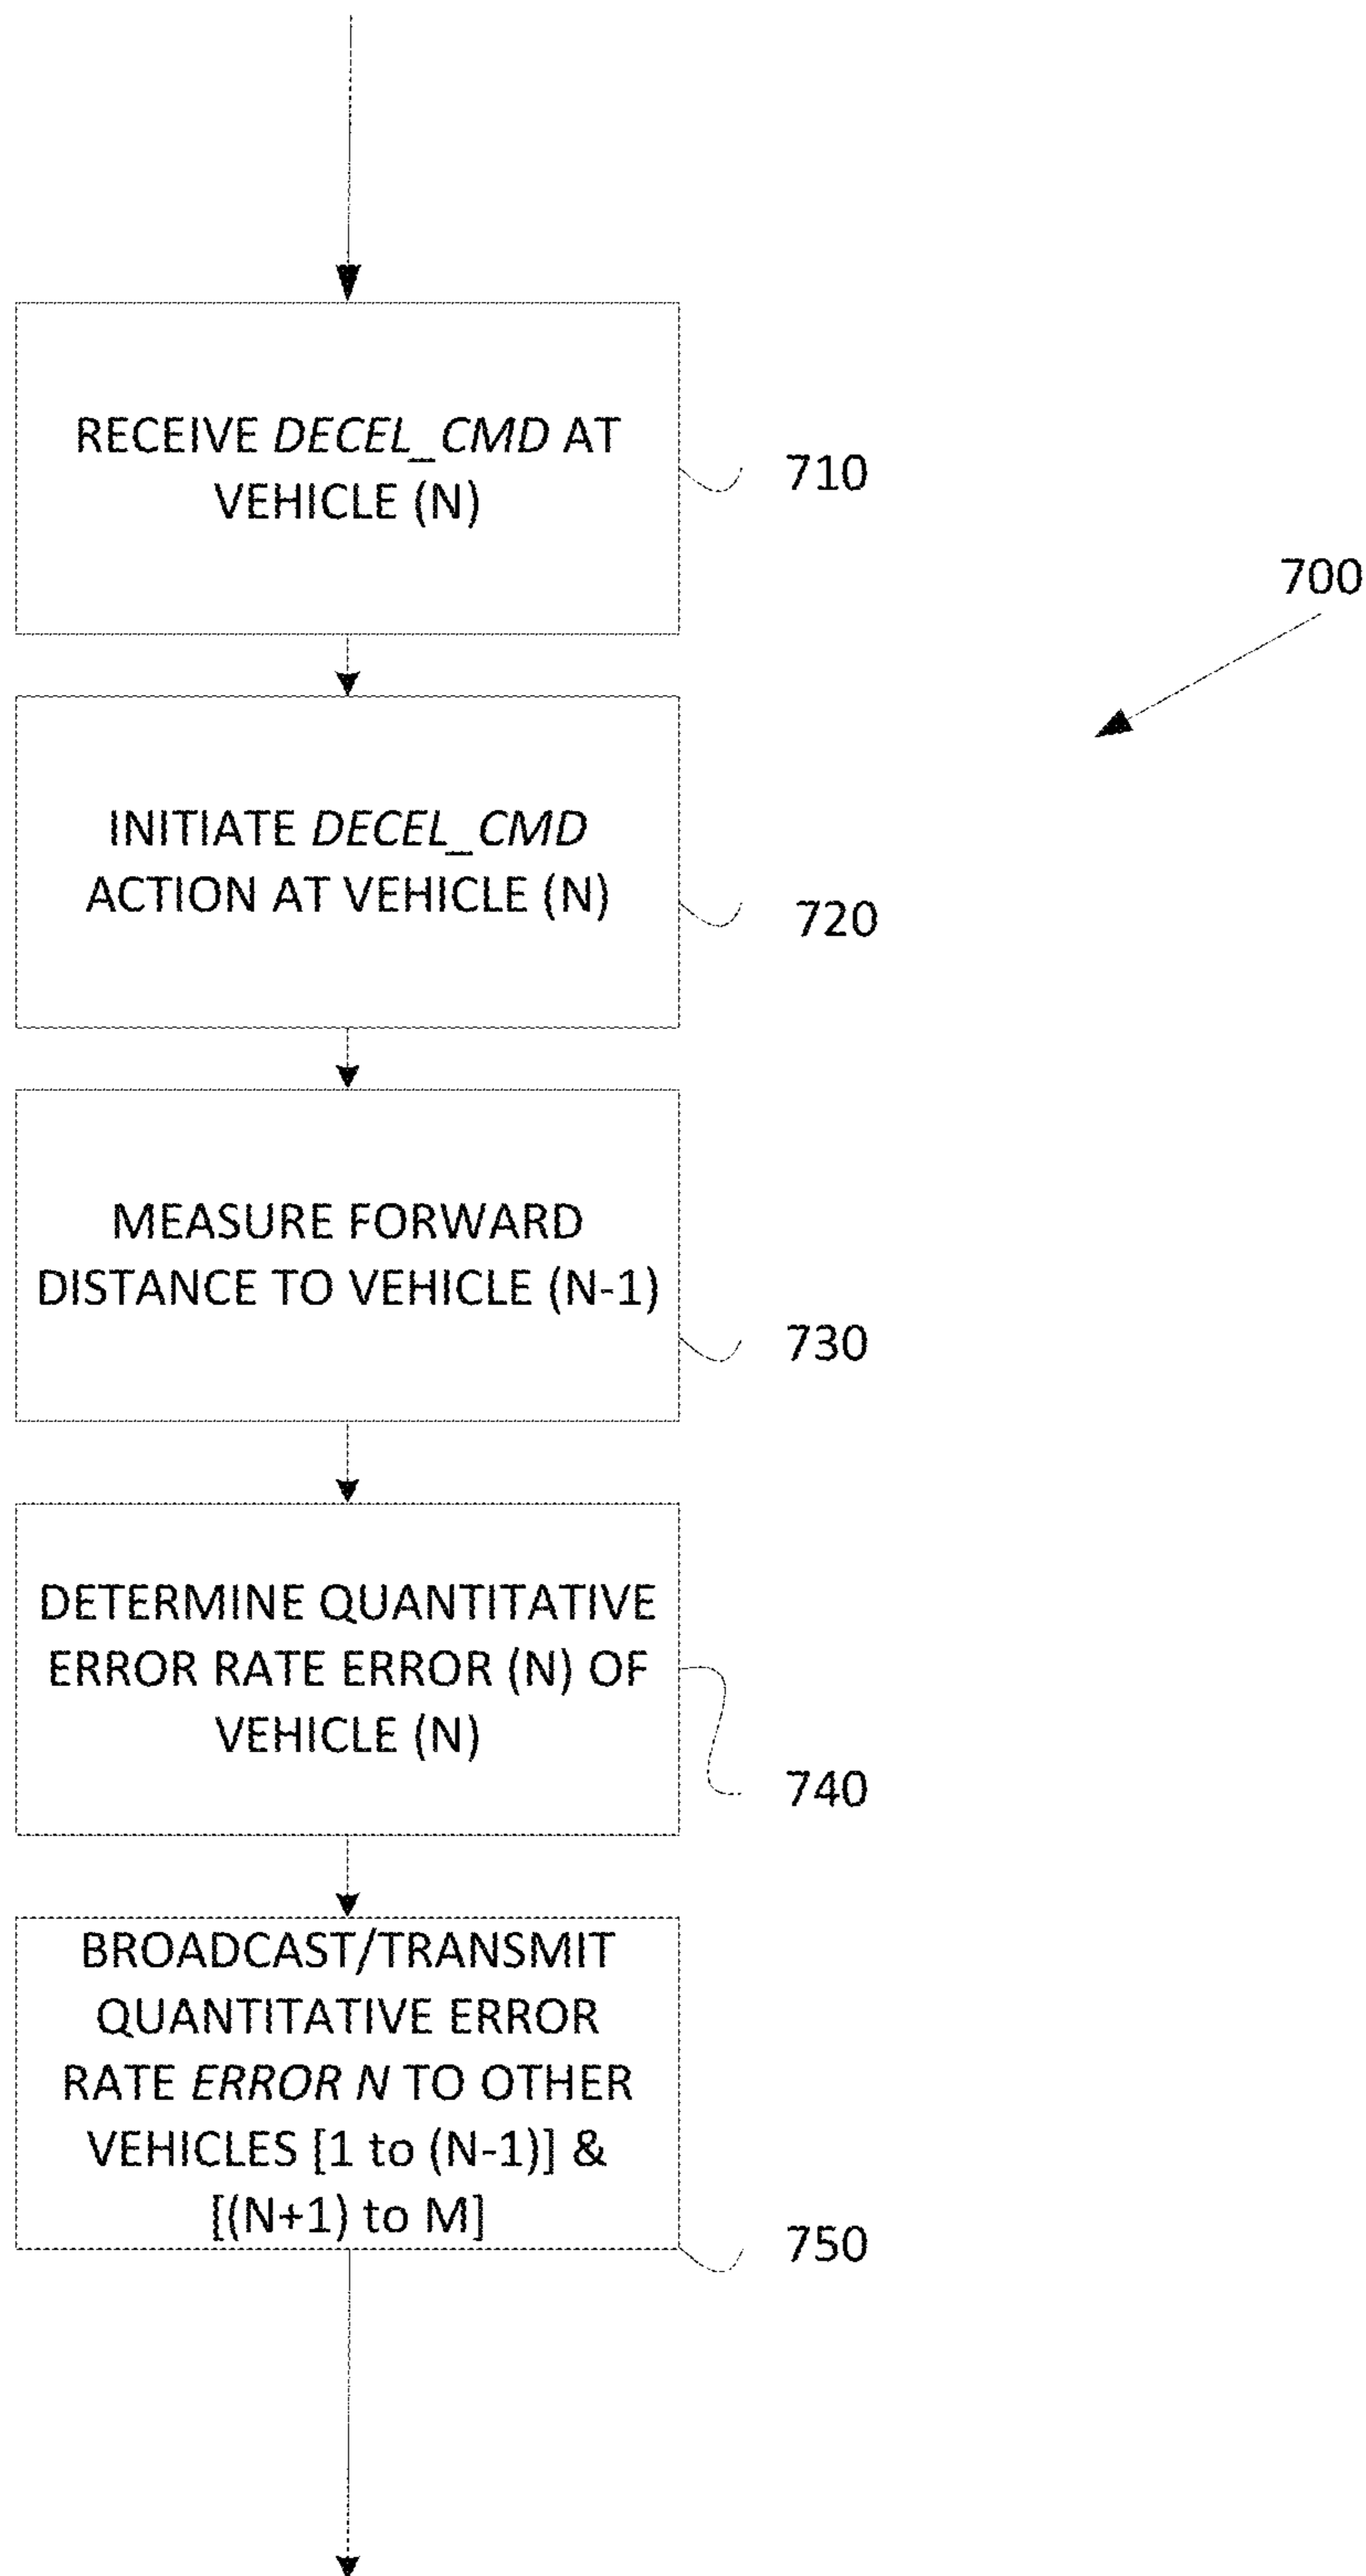 RECEIVE DECEL_CMD AT
VEHICLE (N)
710
700
INITIATE DECEL_CMD
ACTION AT VEHICLE (N)
720
MEASURE FORWARD
DISTANCE TO VEHICLE (N-1)
730
DETERMINE QUANTITATIVE
ERROR RATE ERROR (N) OF
VEHICLE (N)
740
BROADCAST/TRANSMIT
QUANTITATIVE ERROR
RATE ERROR N TO OTHER
VEHICLES [1 to (N-1)] &
[(N+1) to M]
750